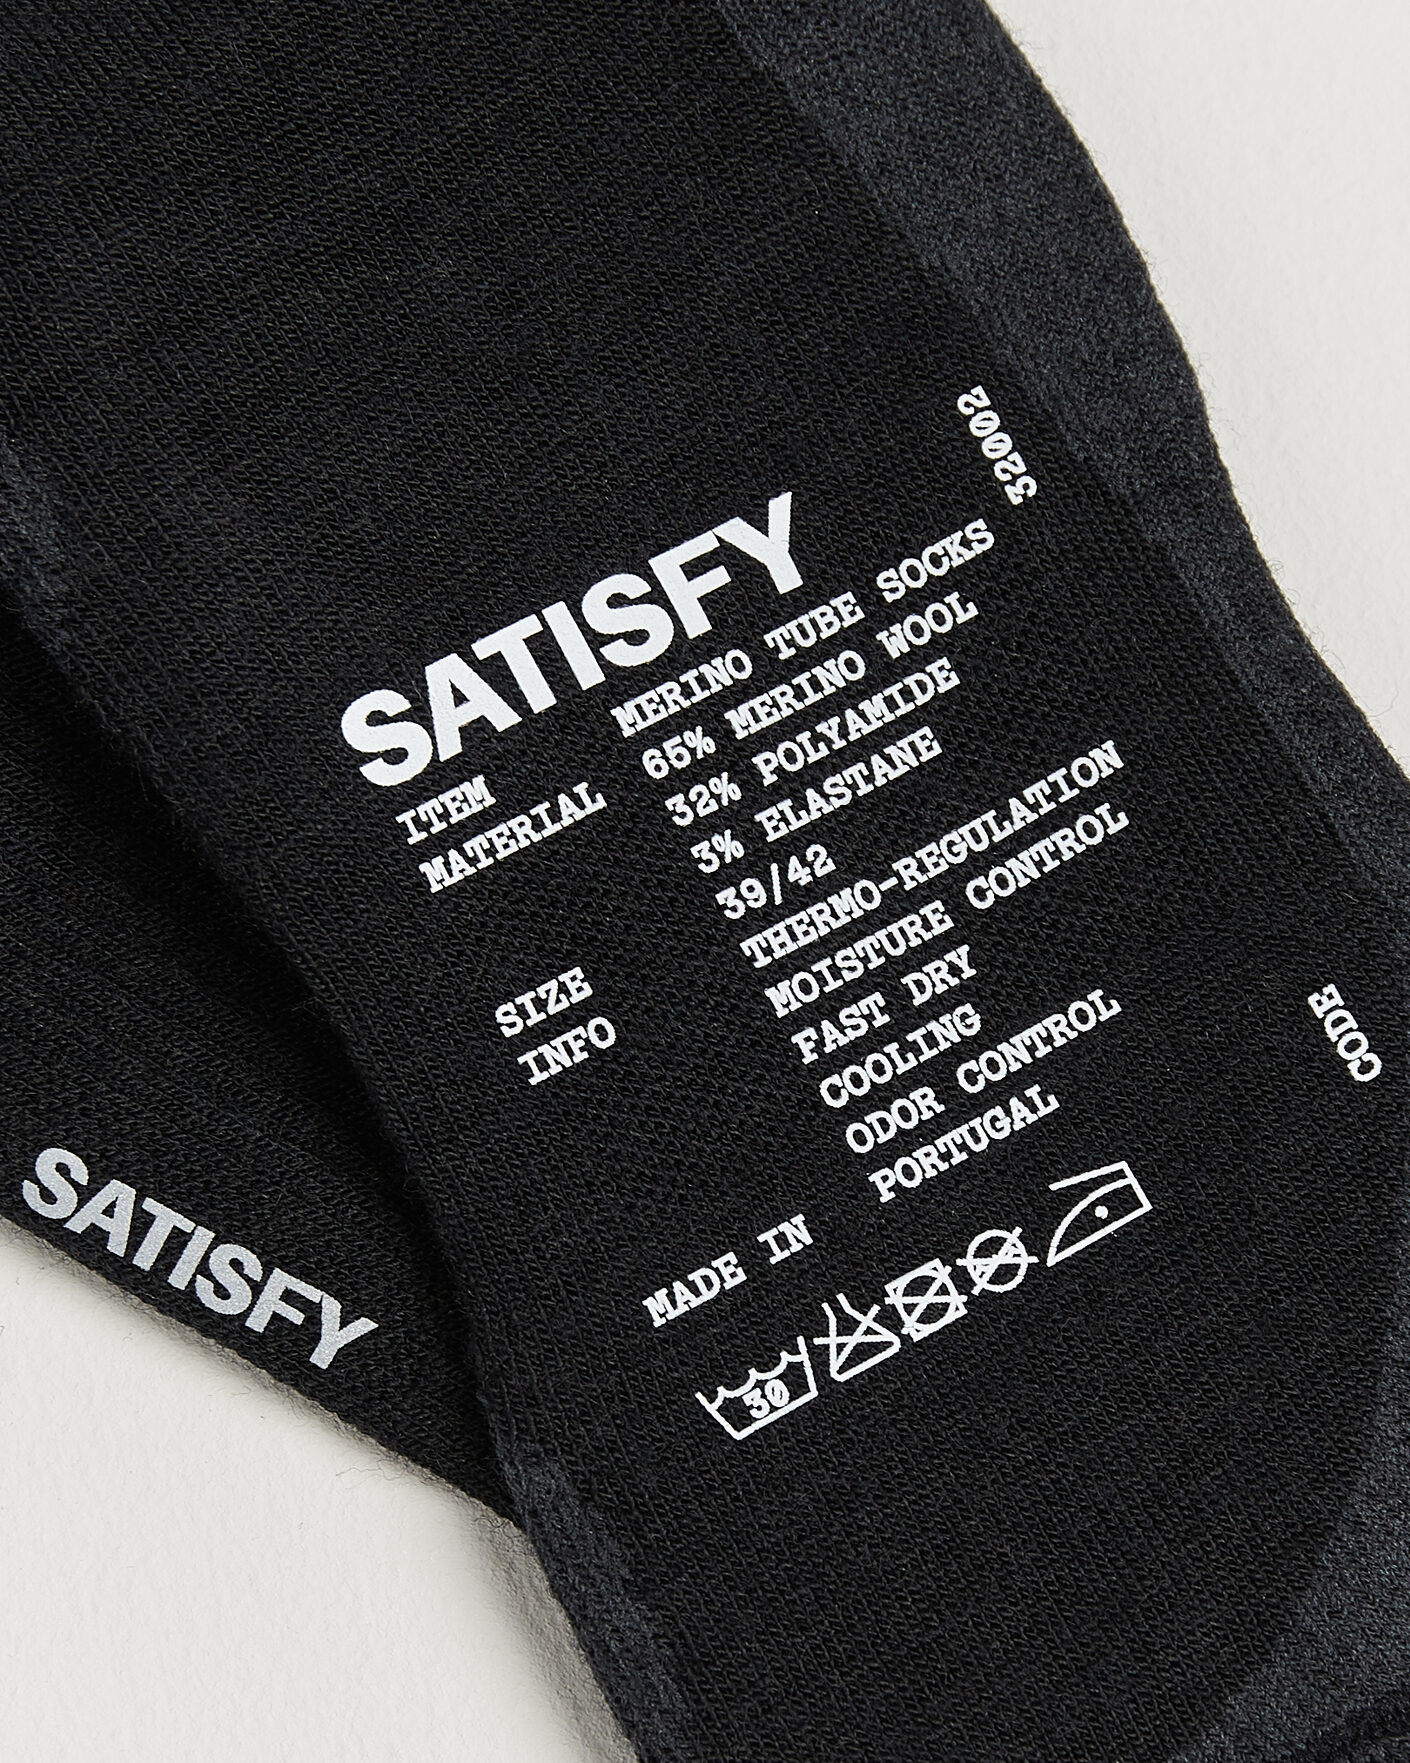 SATISFY
ITEM MERINO TUBE SOCKS
MATERIAL 65% MERINO WOOL
32% POLYAMIDE
3% ELASTANE
SIZE 39/42
INFO THERMO-REGULATION
MOISTURE CONTROL
FAST DRY
COOLING
ODOR CONTROL
MADE IN PORTUGAL
30
CODE 32002
SATISFY